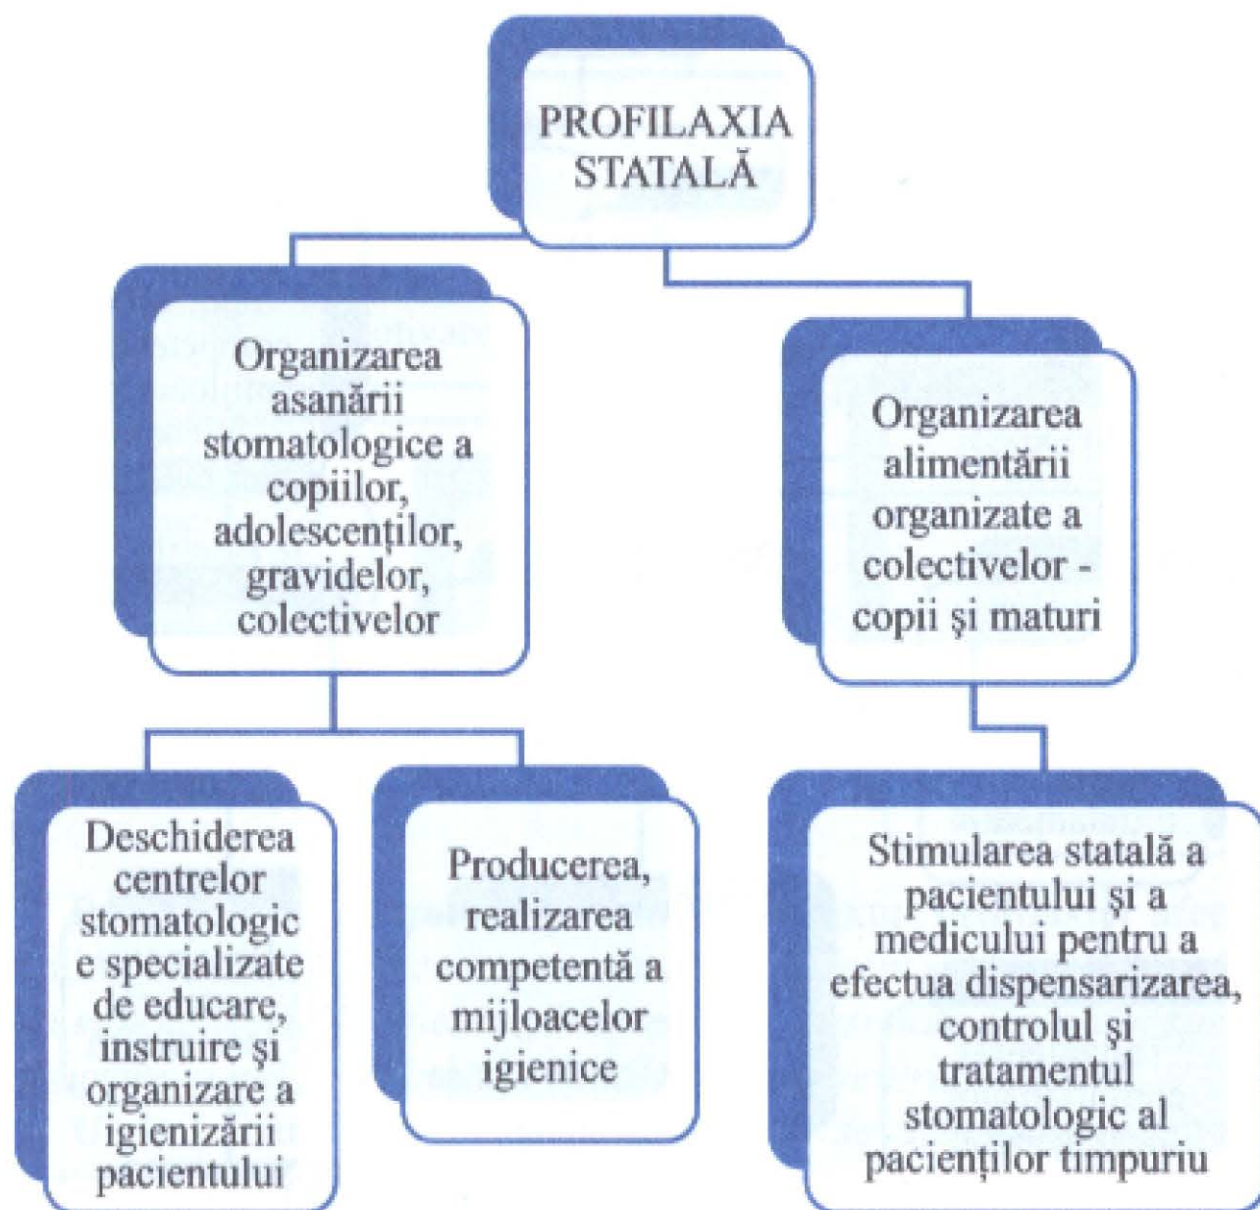 PROFILAXIA
STATALĂ
Organizarea
asanării
stomatologice a
copiilor,
adolescenților,
gravidelor,
colectivelor
Organizarea
alimentării
organizate a
colectivelor -
copii și maturi
Deschiderea
centrelor
stomatologic
e specializate
de educare,
instruire și
organizare a
igienizării
pacientului
Producerea,
realizarea
competentă a
mijloacelor
igienice
Stimularea statală a
pacientului și a
medicului pentru a
efectua dispensarizarea,
controlul și
tratamentul
stomatologic al
pacienților timpuriu